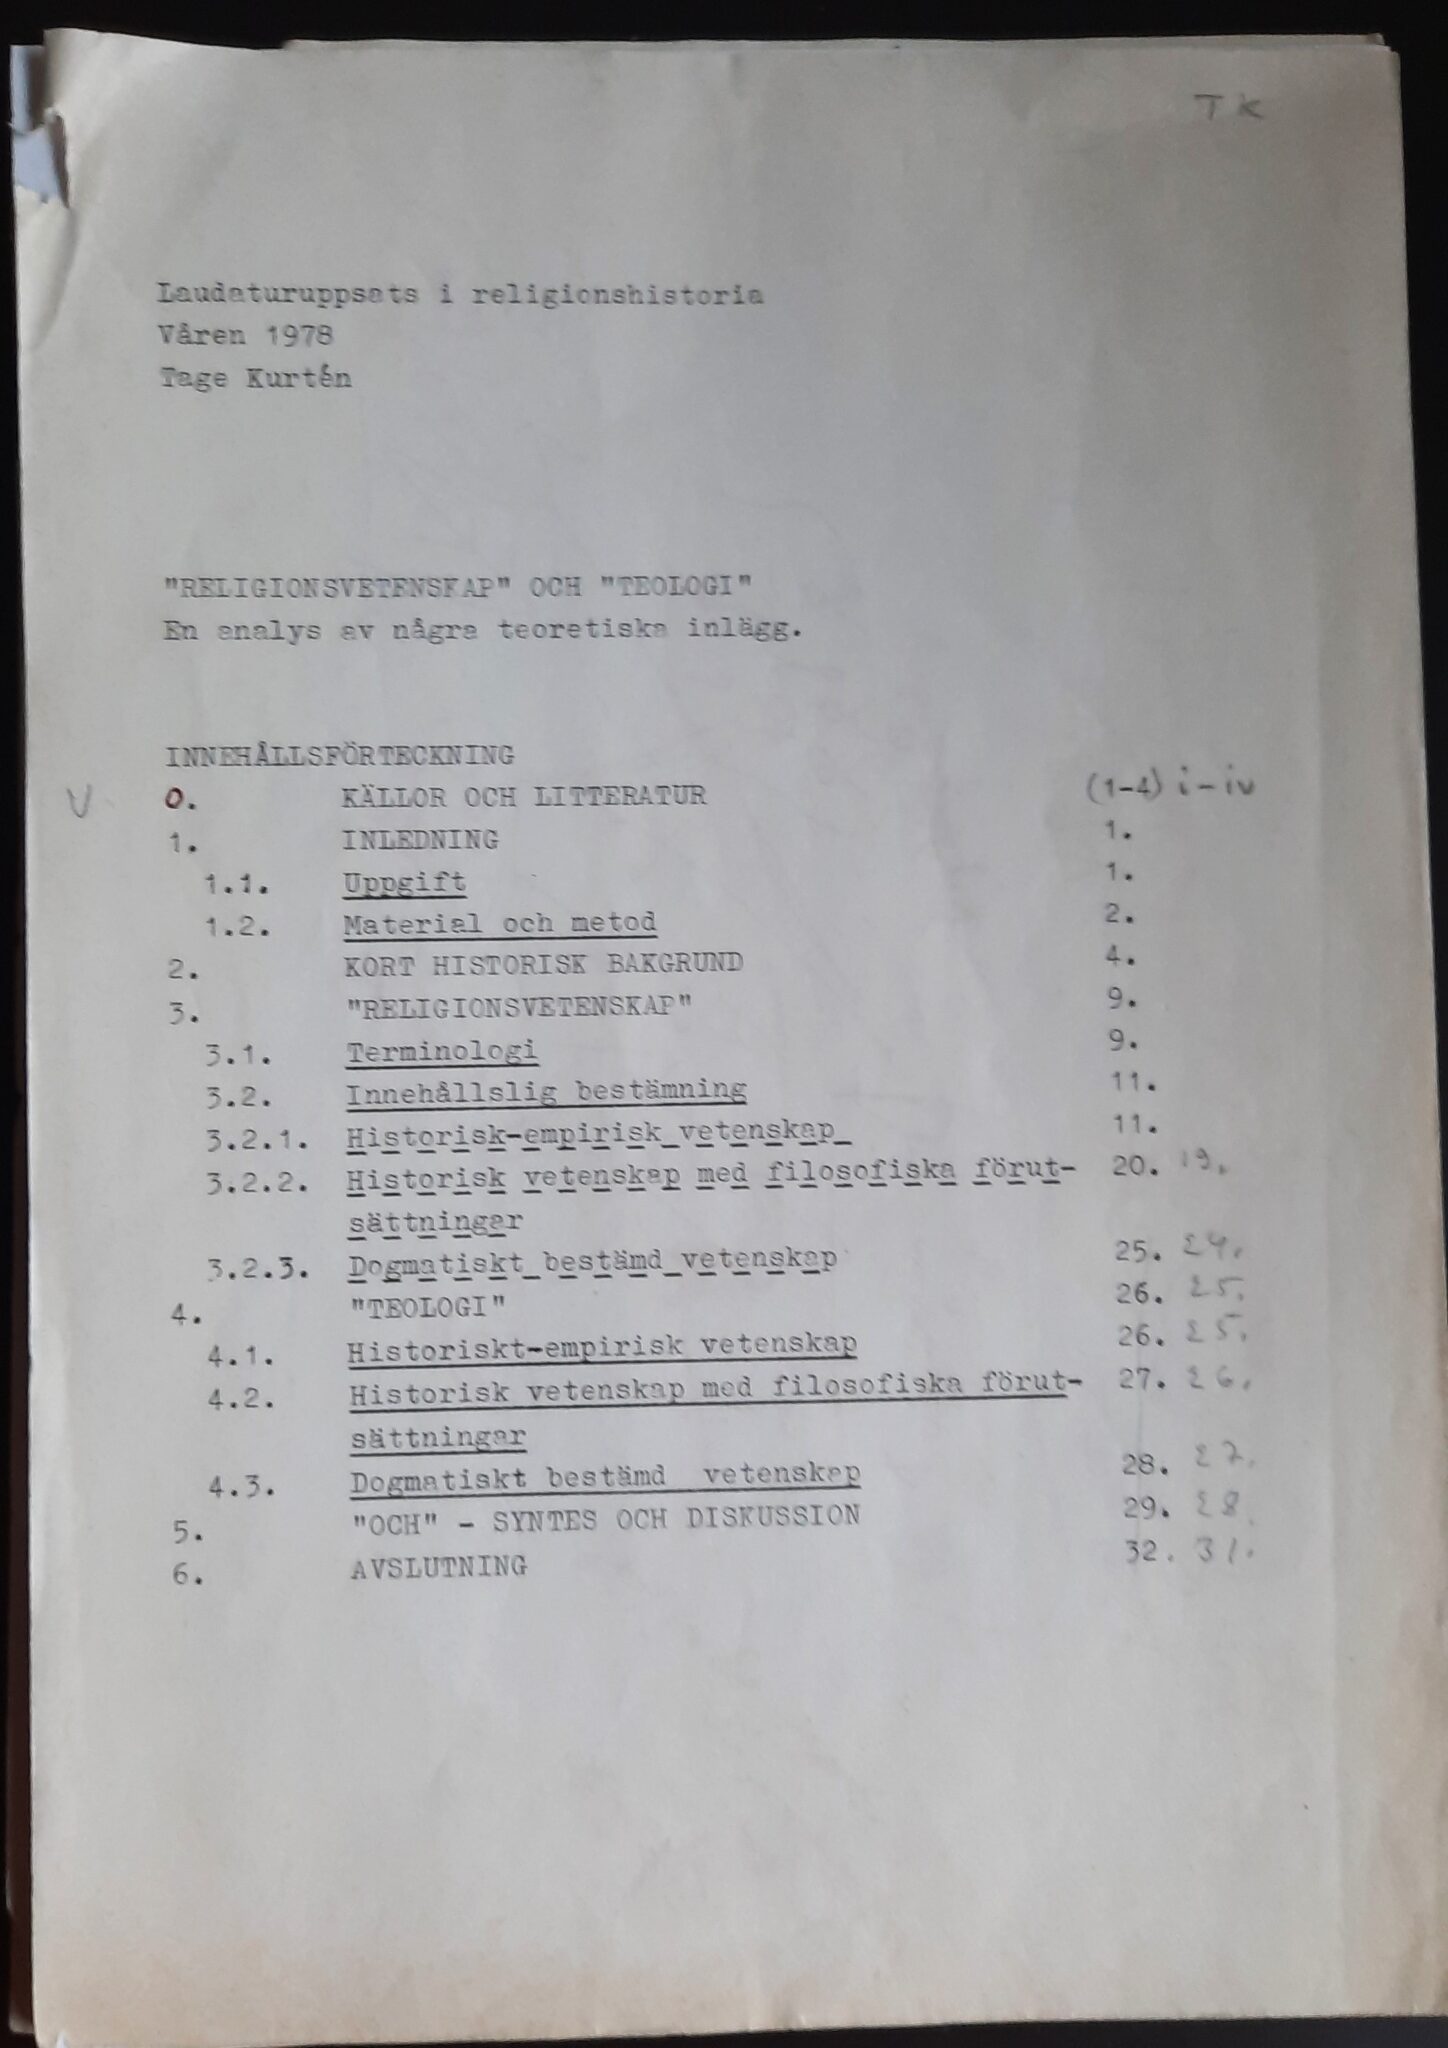 T K
Laudaturuppsats i religionshistoria
Våren 1978
Tage Kurtén
"RELIGIONSVETENSKAP" OCH "TEOLOGI"
En analys av några teoretiska inlägg.
INNEHÅLLSFÖRTECKNING
V 0. KÄLLOR OCH LITTERATUR (1-4) i-iv
1. INLEDNING 1.
1.1. Uppgift 1.
1.2. Material och metod 2.
2. KORT HISTORISK BAKGRUND 4.
3. "RELIGIONSVETENSKAP" 9.
3.1. Terminologi 9.
3.2. Innehållslig bestämning 11.
3.2.1. Historisk-empirisk vetenskap 11.
3.2.2. Historisk vetenskap med filosofiska förut- 20. 19.
sättningar
3.2.3. Dogmatiskt bestämd vetenskap 25. 24.
4. "TEOLOGI" 26. 25.
4.1. Historiskt-empirisk vetenskap 26. 25.
4.2. Historisk vetenskap med filosofiska förut- 27. 26.
sättningar
4.3. Dogmatiskt bestämd vetenskap 28. 27.
5. "OCH" - SYNTES OCH DISKUSSION 29. 28.
6. AVSLUTNING 32. 31.